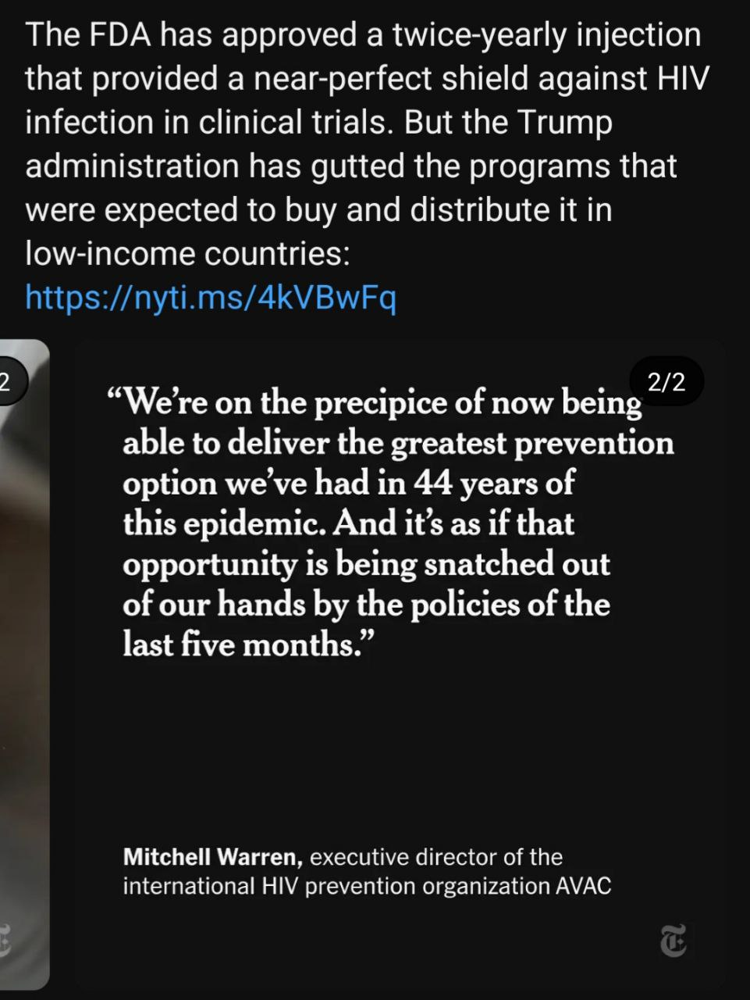 The FDA has approved a twice-yearly injection
that provided a near-perfect shield against HIV
infection in clinical trials. But the Trump
administration has gutted the programs that
were expected to buy and distribute it in
low-income countries:
https://nyti.ms/4kVBwFq
2
2/2
“We’re on the precipice of now being
able to deliver the greatest prevention
option we’ve had in 44 years of
this epidemic. And it’s as if that
opportunity is being snatched out
of our hands by the policies of the
last five months.”
Mitchell Warren, executive director of the
international HIV prevention organization AVAC
T